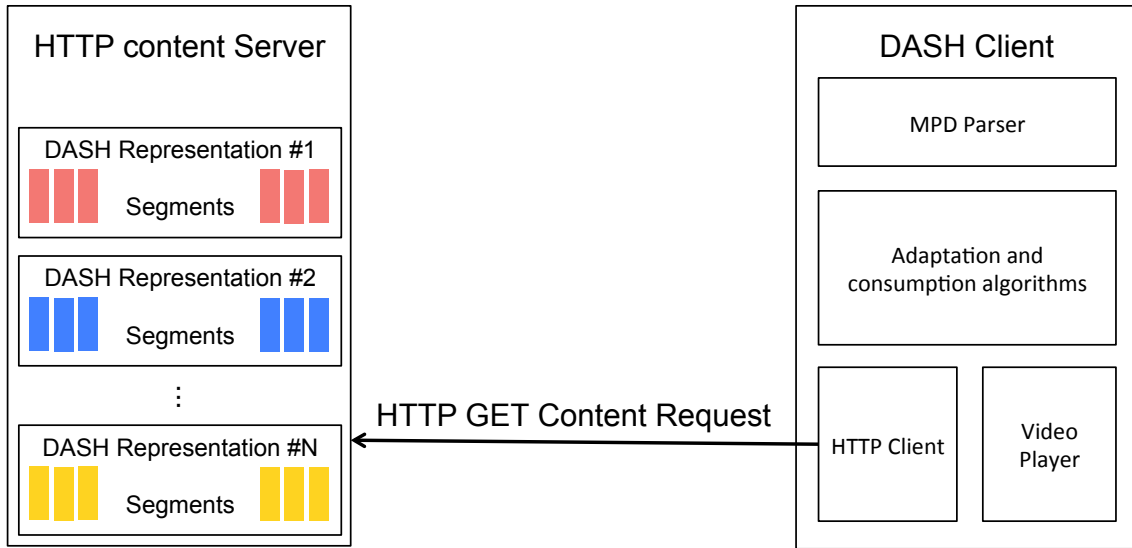 HTTP content Server
DASH Representation #1
Segments
DASH Representation #2
Segments
⋮
DASH Representation #N
Segments
HTTP GET Content Request
DASH Client
MPD Parser
Adaptation and
consumption algorithms
HTTP Client
Video
Player